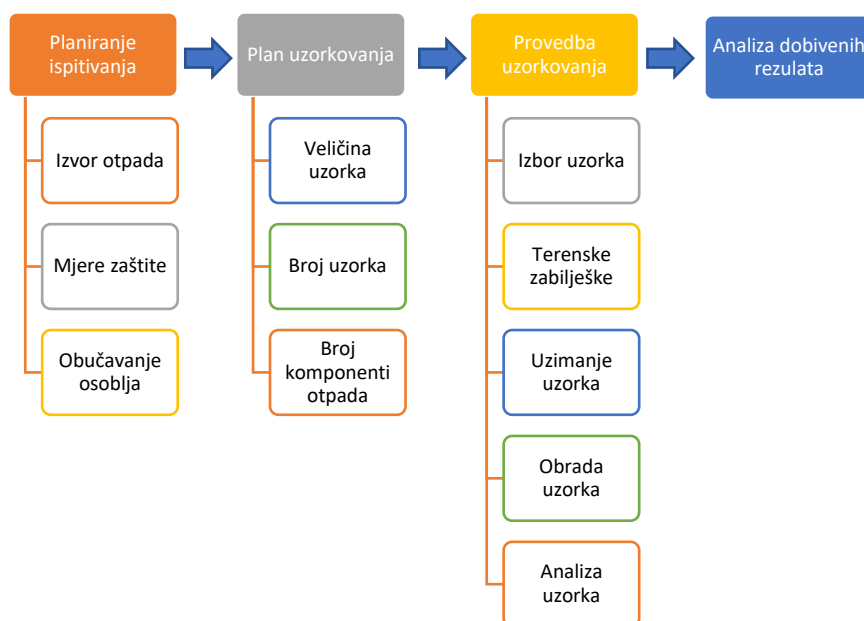 Planiranje
ispitivanja
Izvor otpada
Mjere zaštite
Obučavanje
osoblja
Plan uzorkovanja
Veličina
uzorka
Broj uzorka
Broj
komponenti
otpada
Provedba
uzorkovanja
Izbor uzorka
Terenske
zabilješke
Uzimanje
uzorka
Obrada
uzorka
Analiza
uzorka
Analiza dobivenih
rezulata